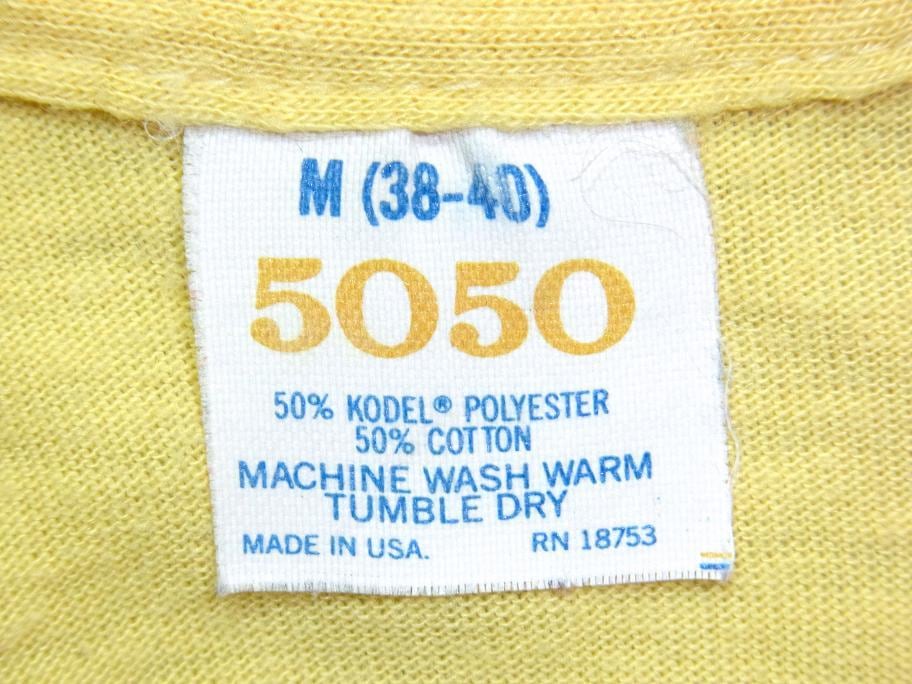 M (38-40)
5050
50% KODEL® POLYESTER
50% COTTON
MACHINE WASH WARM
TUMBLE DRY
MADE IN USA. RN 18753